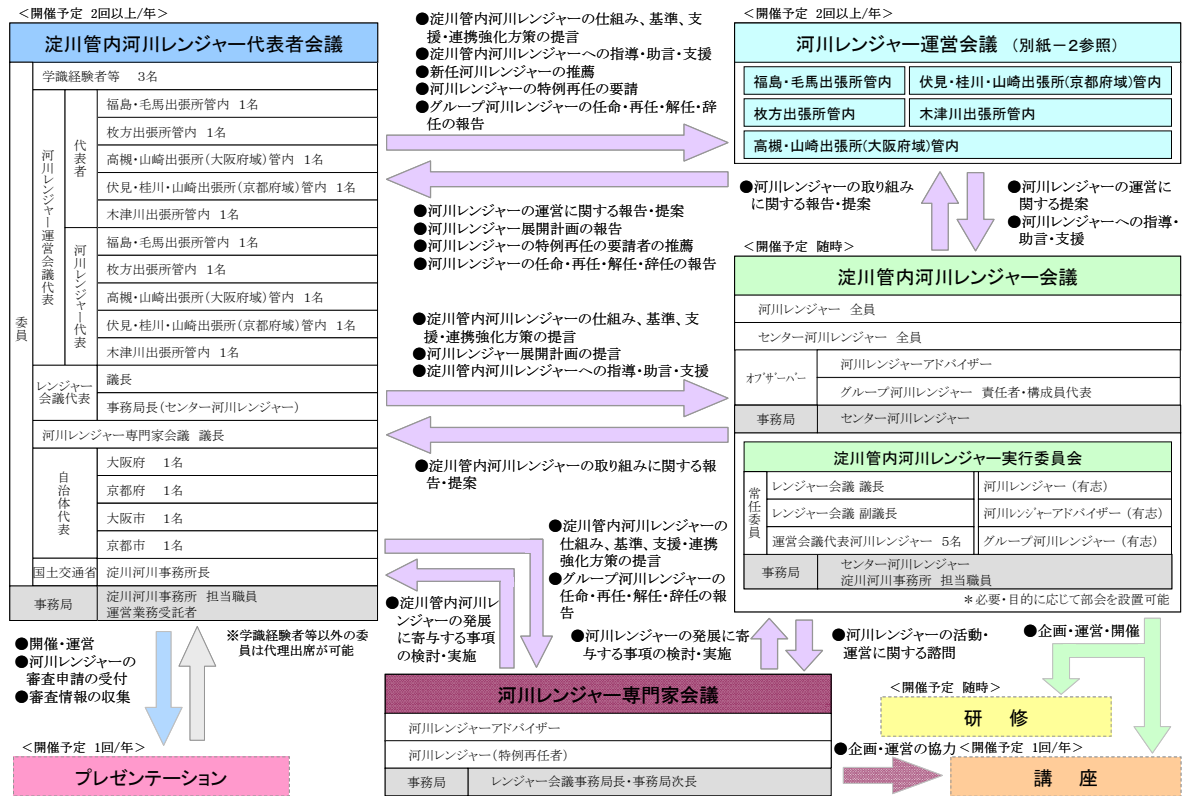 ＜開催予定 2回以上/年＞
淀川管内河川レンジャー代表者会議
学識経験者等 3名
委員
河川レンジャー運営会議代表
代表者
福島・毛馬出張所管内 1名
枚方出張所管内 1名
高槻・山崎出張所(大阪府域)管内 1名
伏見・桂川・山崎出張所(京都府域)管内 1名
木津川出張所管内 1名
河川レンジャー代表
福島・毛馬出張所管内 1名
枚方出張所管内 1名
高槻・山崎出張所(大阪府域)管内 1名
伏見・桂川・山崎出張所(京都府域)管内 1名
木津川出張所管内 1名
レンジャー
会議代表
議長
事務局長(センター河川レンジャー)
河川レンジャー専門家会議 議長
自治体代表
大阪府 1名
京都府 1名
大阪市 1名
京都市 1名
国土交通省
淀川河川事務所長
事務局
淀川河川事務所 担当職員
運営業務受託者
●開催・運営
●河川レンジャーの
審査申請の受付
●審査情報の収集
※学識経験者等以外の委
員は代理出席が可能
＜開催予定 1回/年＞
プレゼンテーション
●淀川管内河川レンジャーの仕組み、基準、支
援・連携強化方策の提言
●淀川管内河川レンジャーへの指導・助言・支援
●新任河川レンジャーの推薦
●河川レンジャーの特例再任の要請
●グループ河川レンジャーの任命・再任・解任・辞
任の報告
●河川レンジャーの運営に関する報告・提案
●河川レンジャー展開計画の報告
●河川レンジャーの特例再任の要請者の推薦
●河川レンジャーの任命・再任・解任・辞任の報告
●淀川管内河川レンジャーの仕組み、基準、支
援・連携強化方策の提言
●河川レンジャー展開計画の提言
●淀川管内河川レンジャーへの指導・助言・支援
●淀川管内河川レンジャーの取り組みに関する報
告・提案
●淀川管内河川レンジャーの
仕組み、基準、支援・連携
強化方策の提言
●グループ河川レンジャーの
任命・再任・解任・辞任の報
告
●淀川管内河川レ
ンジャーの発展
に寄与する事項
の検討・実施
●河川レンジャーの発展に寄
与する事項の検討・実施
●河川レンジャーの活動・
運営に関する諮問
河川レンジャー専門家会議
河川レンジャーアドバイザー
河川レンジャー(特例再任者)
事務局
レンジャー会議事務局長・事務局次長
＜開催予定 2回以上/年＞
河川レンジャー運営会議 (別紙－2参照)
福島・毛馬出張所管内
伏見・桂川・山崎出張所(京都府域)管内
枚方出張所管内
木津川出張所管内
高槻・山崎出張所(大阪府域)管内
●河川レンジャーの取り組み
に関する報告・提案
●河川レンジャーの運営に
関する提案
●河川レンジャーへの指導・
助言・支援
＜開催予定 随時＞
淀川管内河川レンジャー会議
河川レンジャー 全員
センター河川レンジャー 全員
オブザーバー
河川レンジャーアドバイザー
グループ河川レンジャー 責任者・構成員代表
事務局
センター河川レンジャー
淀川管内河川レンジャー実行委員会
常任委員
レンジャー会議 議長
河川レンジャー (有志)
レンジャー会議 副議長
河川レンジャーアドバイザー (有志)
運営会議代表河川レンジャー 5名
グループ河川レンジャー (有志)
事務局
センター河川レンジャー
淀川河川事務所 担当職員
＊必要・目的に応じて部会を設置可能
●企画・運営・開催
＜開催予定 随時＞
研 修
●企画・運営の協力
＜開催予定 1回/年＞
講 座